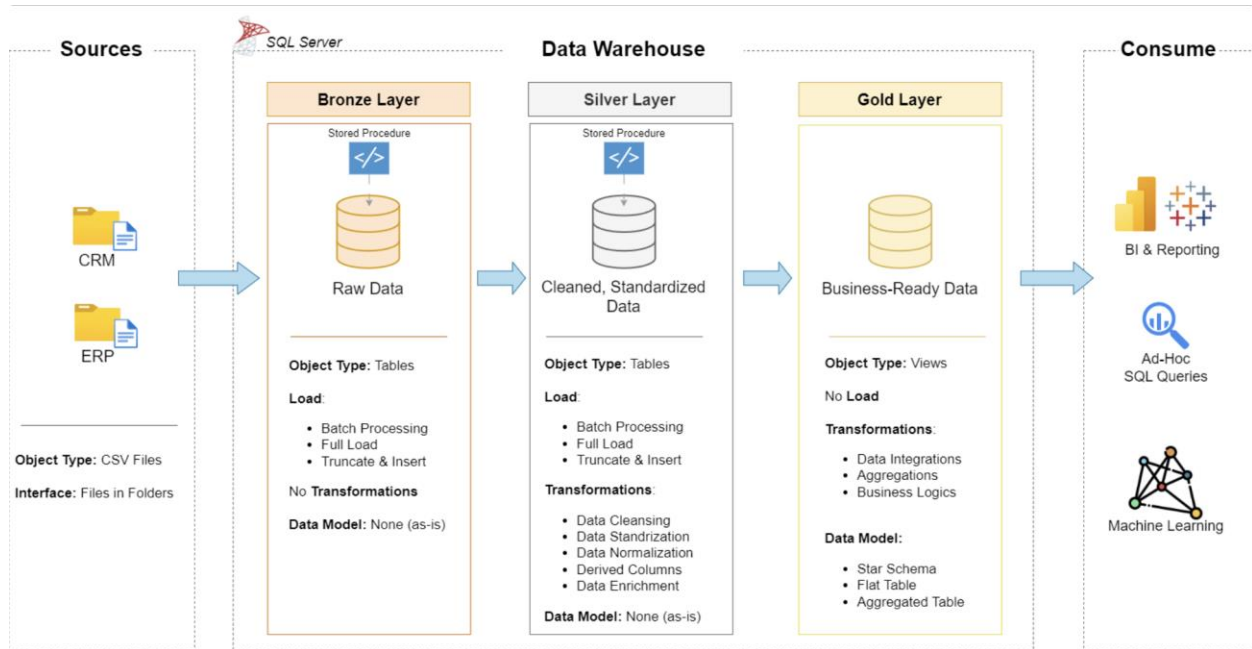 Sources
CRM
ERP
Object Type: CSV Files
Interface: Files in Folders
SQL Server
Data Warehouse
Bronze Layer
Stored Procedure
</>
Raw Data
Object Type: Tables
Load:
Batch Processing
Full Load
Truncate & Insert
No Transformations
Data Model: None (as-is)
Silver Layer
Stored Procedure
</>
Cleaned, Standardized
Data
Object Type: Tables
Load:
Batch Processing
Full Load
Truncate & Insert
Transformations:
Data Cleansing
Data Standrization
Data Normalization
Derived Columns
Data Enrichment
Data Model: None (as-is)
Gold Layer
Business-Ready Data
Object Type: Views
No Load
Transformations:
Data Integrations
Aggregations
Business Logics
Data Model:
Star Schema
Flat Table
Aggregated Table
Consume
BI & Reporting
Ad-Hoc
SQL Queries
Machine Learning